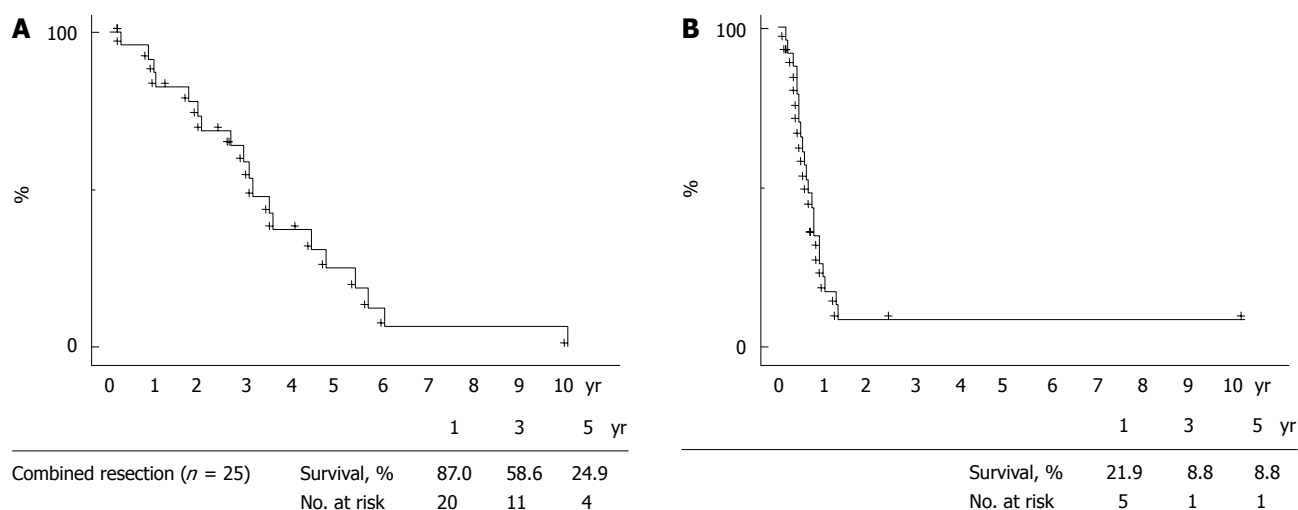 A
100
%
0
0 1 2 3 4 5 6 7 8 9 10 yr
1 3 5 yr
Combined resection (n = 25) Survival, % 87.0 58.6 24.9
No. at risk 20 11 4
B
100
%
0
0 1 2 3 4 5 6 7 8 9 10 yr
1 3 5 yr
Survival, % 21.9 8.8 8.8
No. at risk 5 1 1